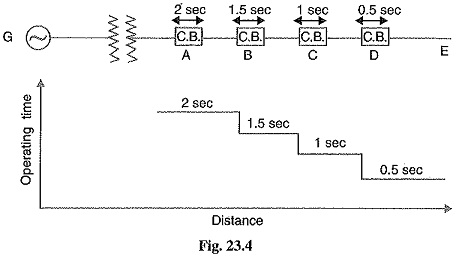 2 sec 1.5 sec 1 sec 0.5 sec
G C.B. C.B. C.B. C.B.
A B C D E
Operating time
2 sec
1.5 sec
1 sec
0.5 sec
Distance
Fig. 23.4